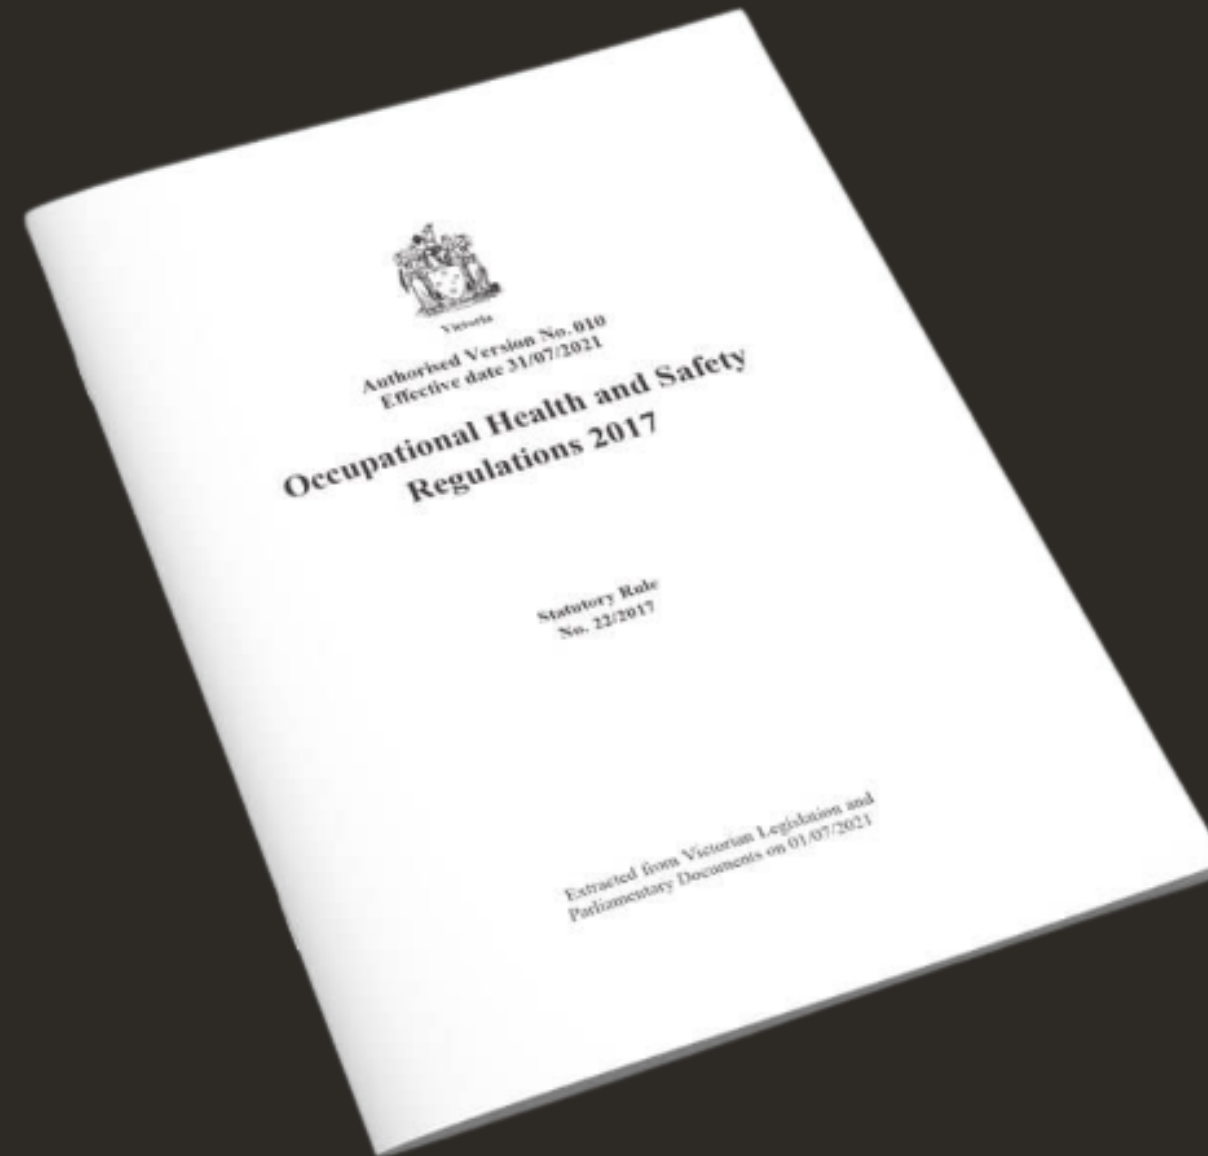 Victoria
Authorised Version No. 010
Effective date 31/07/2021
Occupational Health and Safety
Regulations 2017
Statutory Rule
No. 22/2017
Extracted from Victorian Legislation and
Parliamentary Documents on 01/07/2021